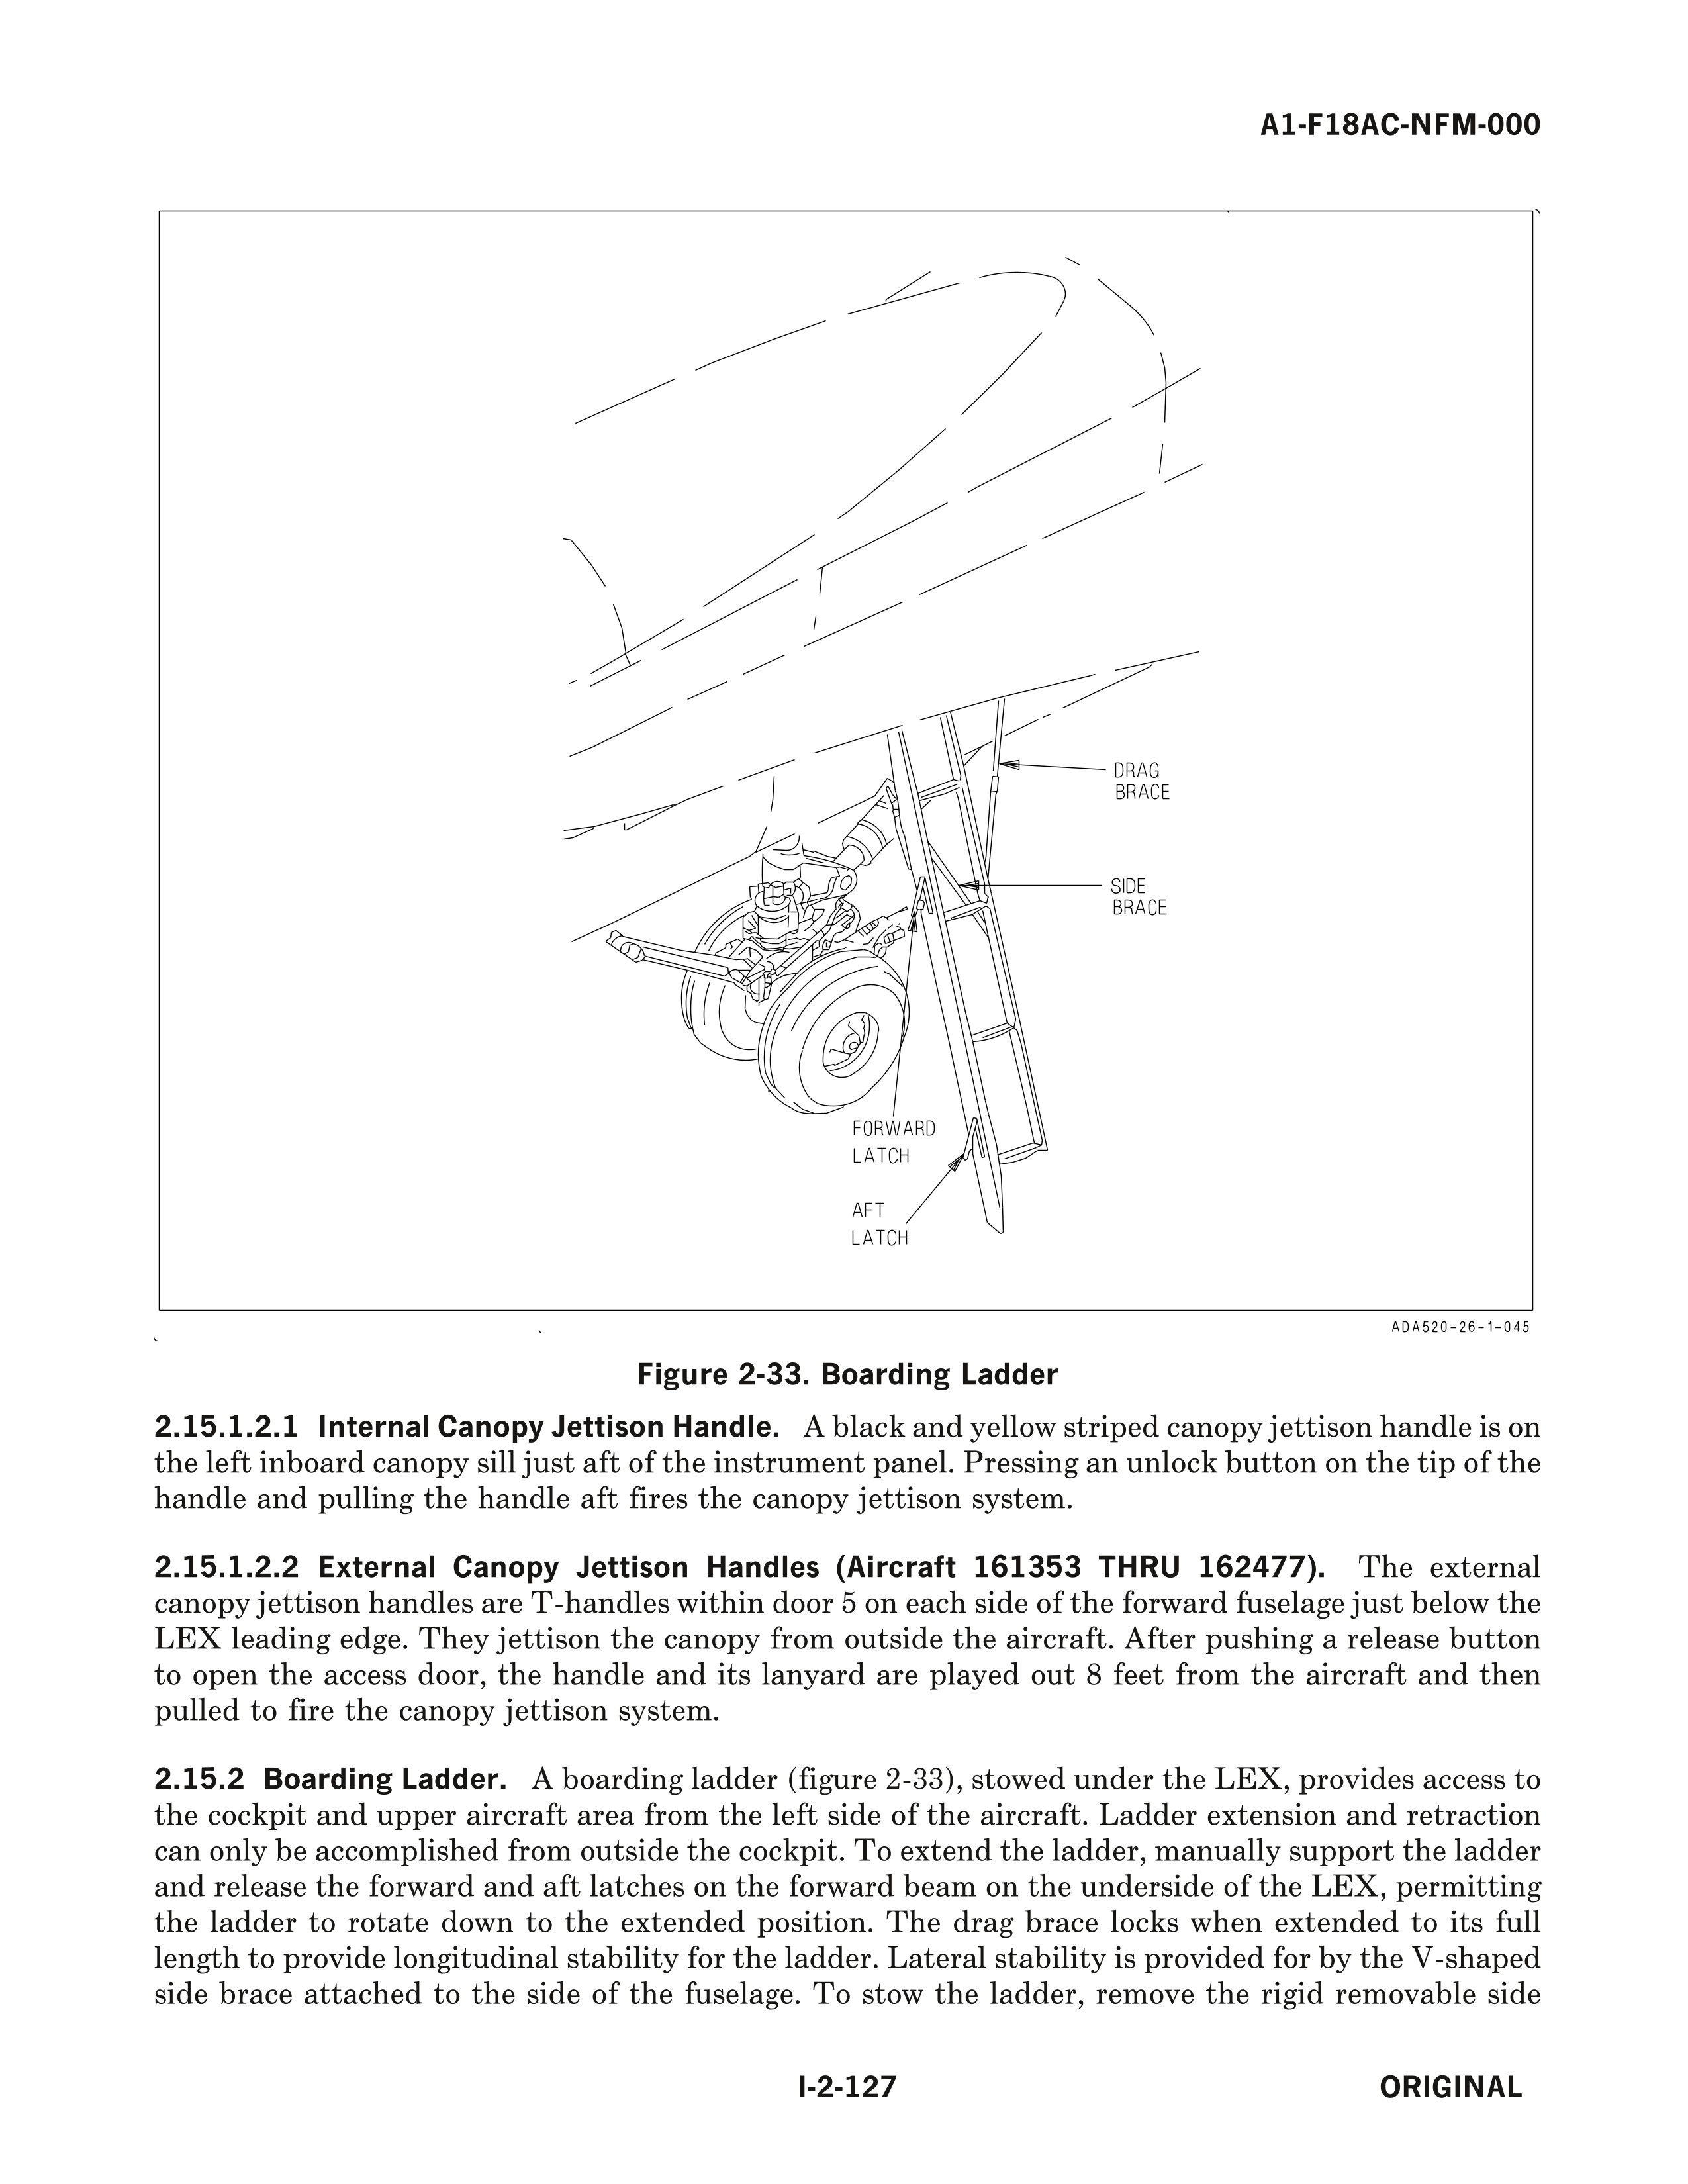 A1-F18AC-NFM-000
DRAG
BRACE
SIDE
BRACE
FORWARD
LATCH
AFT
LATCH
ADA520-26-1-045
Figure 2-33. Boarding Ladder
2.15.1.2.1 Internal Canopy Jettison Handle. A black and yellow striped canopy jettison handle is on
the left inboard canopy sill just aft of the instrument panel. Pressing an unlock button on the tip of the
handle and pulling the handle aft fires the canopy jettison system.
2.15.1.2.2 External Canopy Jettison Handles (Aircraft 161353 THRU 162477). The external
canopy jettison handles are T-handles within door 5 on each side of the forward fuselage just below the
LEX leading edge. They jettison the canopy from outside the aircraft. After pushing a release button
to open the access door, the handle and its lanyard are played out 8 feet from the aircraft and then
pulled to fire the canopy jettison system.
2.15.2 Boarding Ladder. A boarding ladder (figure 2-33), stowed under the LEX, provides access to
the cockpit and upper aircraft area from the left side of the aircraft. Ladder extension and retraction
can only be accomplished from outside the cockpit. To extend the ladder, manually support the ladder
and release the forward and aft latches on the forward beam on the underside of the LEX, permitting
the ladder to rotate down to the extended position. The drag brace locks when extended to its full
length to provide longitudinal stability for the ladder. Lateral stability is provided for by the V-shaped
side brace attached to the side of the fuselage. To stow the ladder, remove the rigid removable side
I-2-127
ORIGINAL